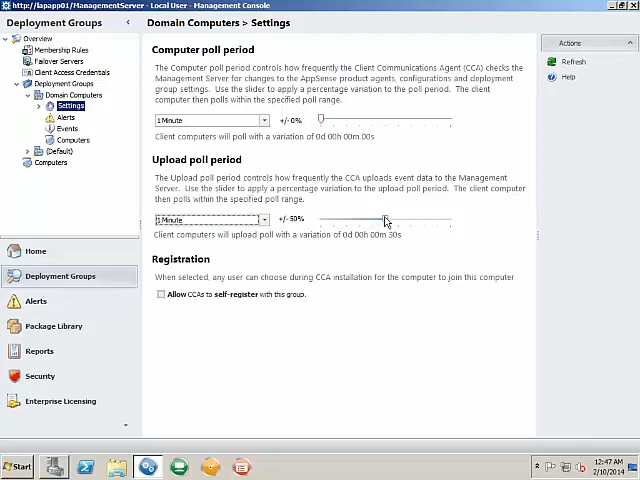 http://lapapp01/ManagementServer - Local User - Management Console
Deployment Groups
Domain Computers > Settings
Overview
Membership Rules
Failover Servers
Client Access Credentials
Deployment Groups
Domain Computers
Settings
Alerts
Events
Computers
(Default)
Computers
Home
Deployment Groups
Alerts
Package Library
Reports
Security
Enterprise Licensing
Computer poll period
The Computer poll period controls how frequently the Client Communications Agent (CCA) checks the
Management Server for changes to the AppSense product agents, configurations and deployment
group settings. Use the slider to apply a percentage variation to the poll period. The client
computer then polls within the specified poll range.
1 Minute
+/- 0%
Client computers will poll with a variation of 0d 00h 00m 00s
Upload poll period
The Upload poll period controls how frequently the CCA uploads event data to the Management
Server. Use the slider to apply a percentage variation to the upload poll period. The client computer
then polls within the specified poll range.
1 Minute
+/- 50%
Client computers will upload poll with a variation of 0d 00h 00m 30s
Registration
When selected, any user can choose during CCA installation for the computer to join this computer
Allow CCAs to self-register with this group.
Actions
Refresh
Help
Start
12:47 AM
2/10/2014